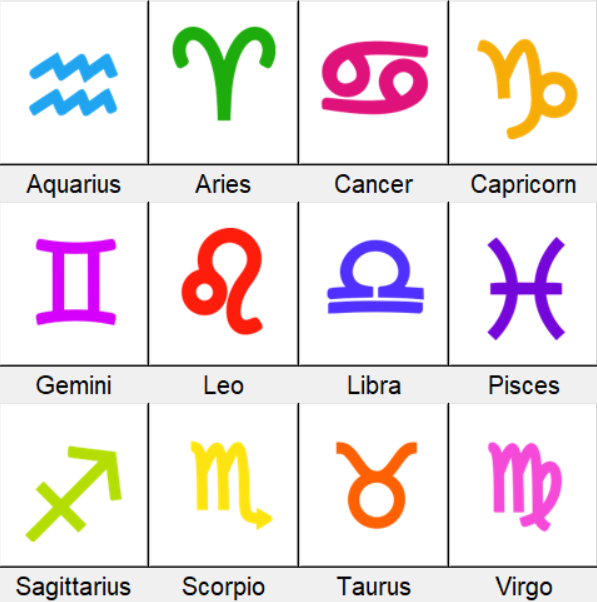 Aquarius
Aries
Cancer
Capricorn
Gemini
Leo
Libra
Pisces
Sagittarius
Scorpio
Taurus
Virgo